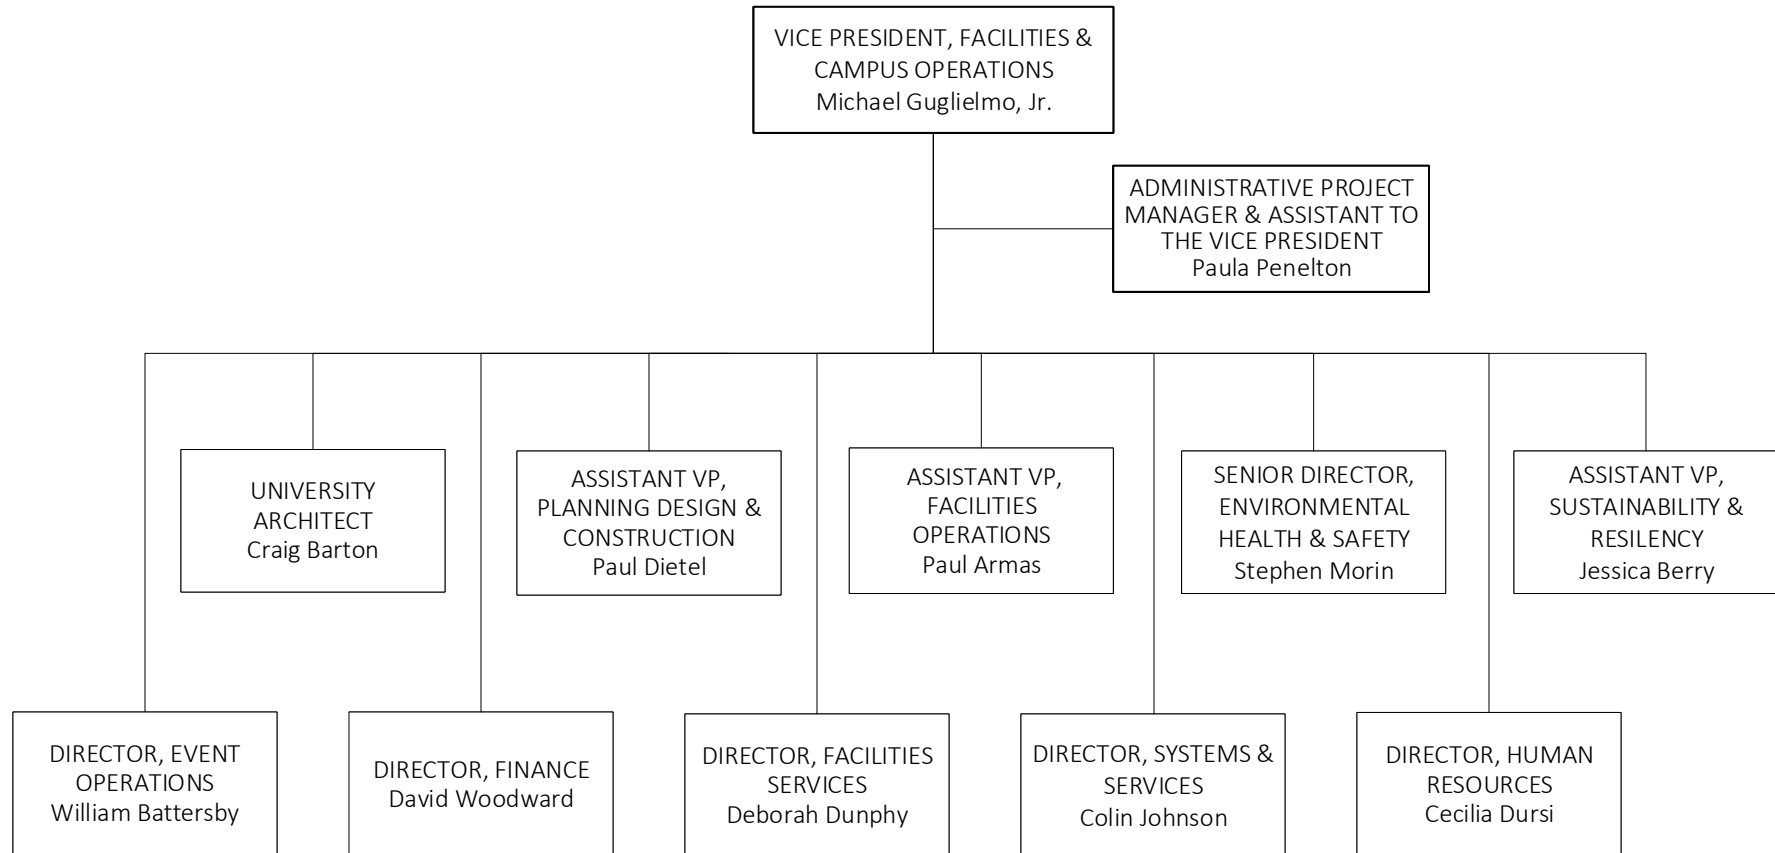 VICE PRESIDENT, FACILITIES &
CAMPUS OPERATIONS
Michael Guglielmo, Jr.
ADMINISTRATIVE PROJECT
MANAGER & ASSISTANT TO
THE VICE PRESIDENT
Paula Penelton
UNIVERSITY
ARCHITECT
Craig Barton
ASSISTANT VP,
PLANNING DESIGN &
CONSTRUCTION
Paul Dietel
ASSISTANT VP,
FACILITIES
OPERATIONS
Paul Armas
SENIOR DIRECTOR,
ENVIRONMENTAL
HEALTH & SAFETY
Stephen Morin
ASSISTANT VP,
SUSTAINABILITY &
RESILENCY
Jessica Berry
DIRECTOR, EVENT
OPERATIONS
William Battersby
DIRECTOR, FINANCE
David Woodward
DIRECTOR, FACILITIES
SERVICES
Deborah Dunphy
DIRECTOR, SYSTEMS &
SERVICES
Colin Johnson
DIRECTOR, HUMAN
RESOURCES
Cecilia Dursi